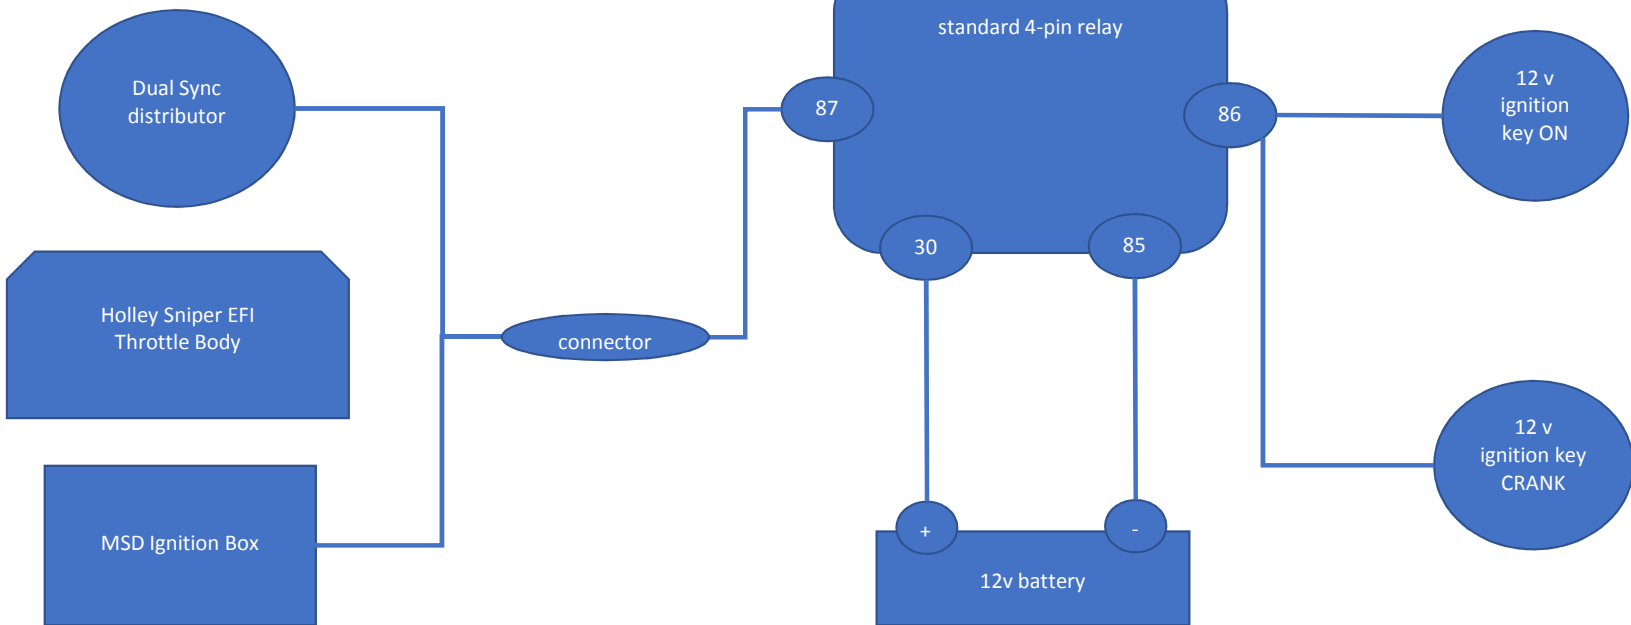 standard 4-pin relay
Dual Sync
distributor
87
86
12 v
ignition
key ON
30
85
Holley Sniper EFI
Throttle Body
connector
12 v
ignition key
CRANK
MSD Ignition Box
+
-
12v battery